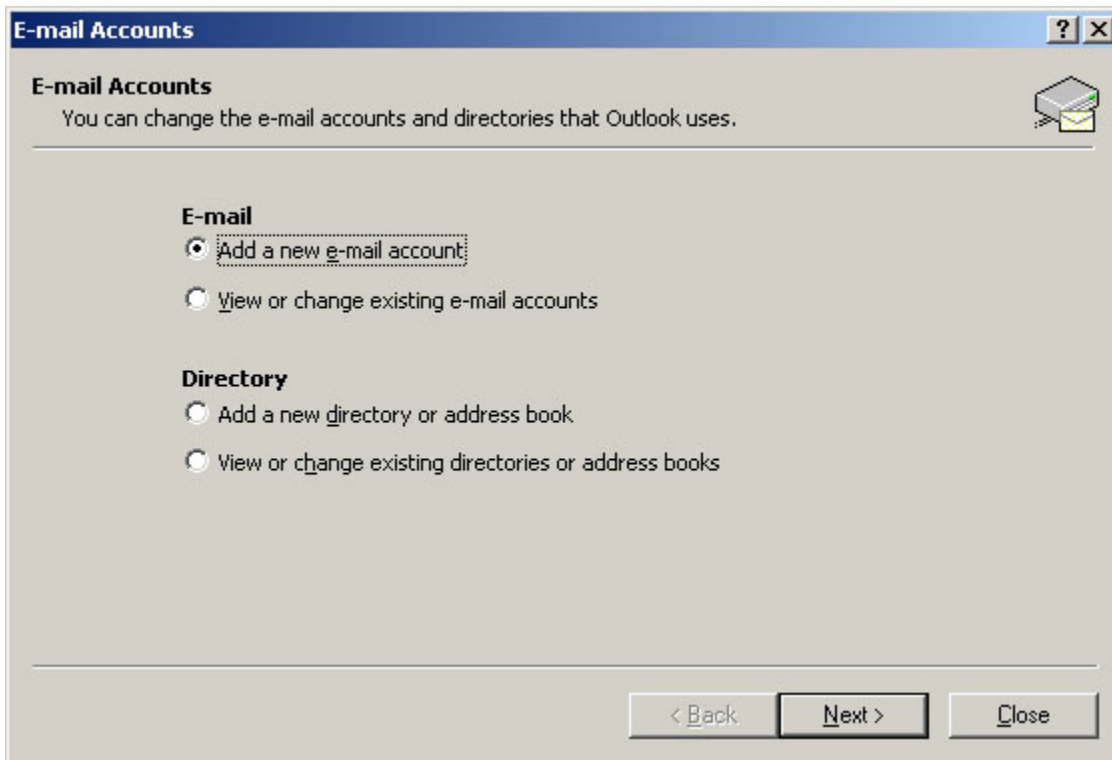 E-mail Accounts
E-mail Accounts
You can change the e-mail accounts and directories that Outlook uses.
E-mail
Add a new e-mail account
View or change existing e-mail accounts
Directory
Add a new directory or address book
View or change existing directories or address books
< Back Next > Close